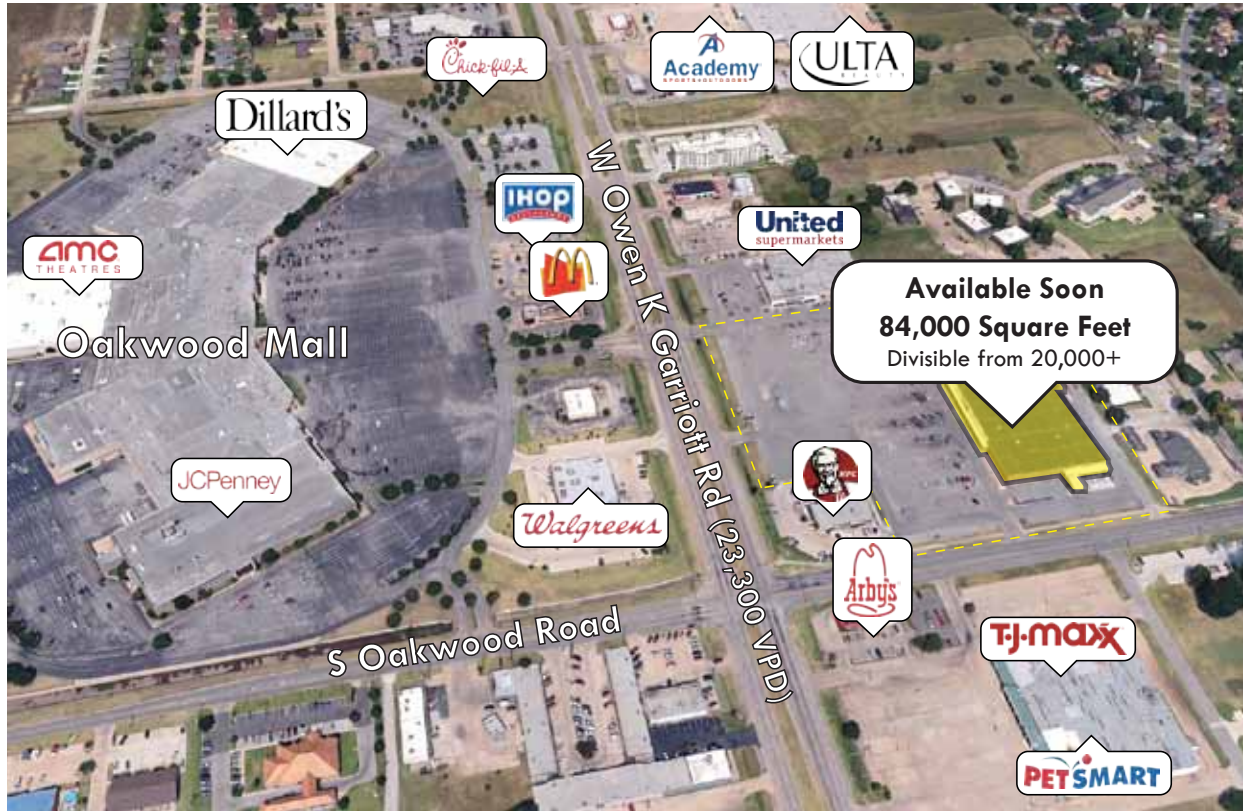 Chick-fil-A
A
Academy
SPORTS+OUTDOORS
ULTA
BEAUTY
Dillard's
IHOP
RESTAURANT
M
United
supermarkets
amc
THEATRES
Available Soon
84,000 Square Feet
Divisible from 20,000+
Oakwood Mall
W Owen K Garriott Rd (23,300 VPD)
JCPenney
KFC
Walgreens
Arby's
S Oakwood Road
T·J·maxx
PETSMART